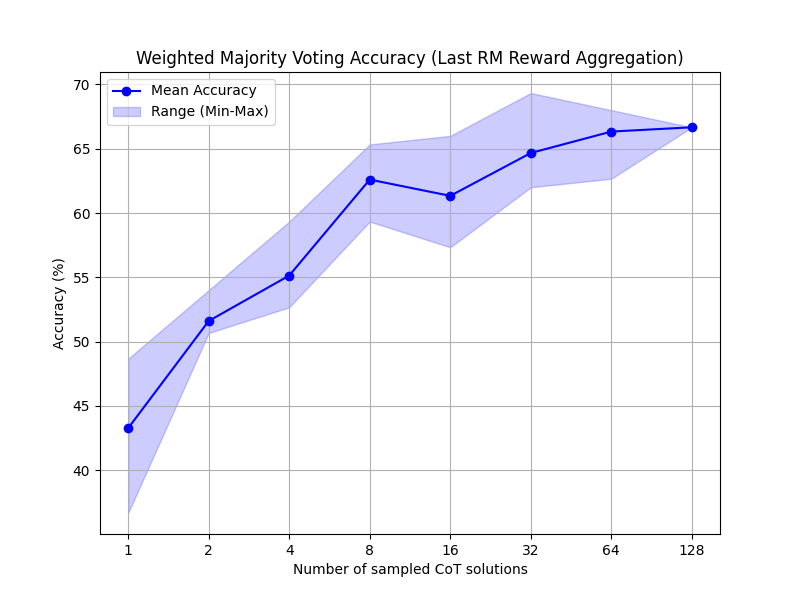 Weighted Majority Voting Accuracy (Last RM Reward Aggregation)
Mean Accuracy
Range (Min-Max)
Accuracy (%)
70
65
60
55
50
45
40
1 2 4 8 16 32 64 128
Number of sampled CoT solutions